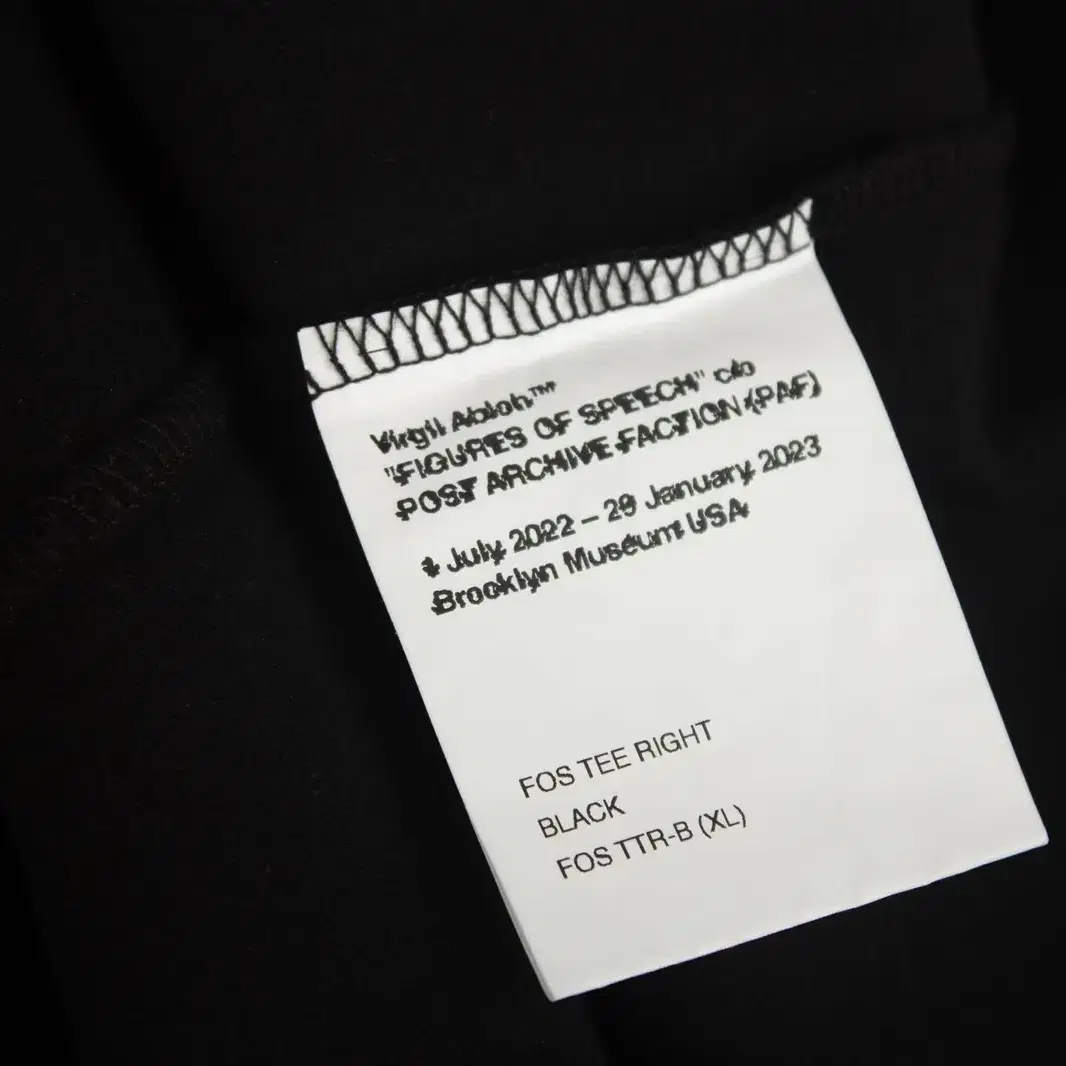 Virgil Abloh™
"FIGURES OF SPEECH" c/o
POST ARCHIVE FACTION (PAF)
1 July 2022 – 29 January 2023
Brooklyn Museum USA
FOS TEE RIGHT
BLACK
FOS TTR-B (XL)